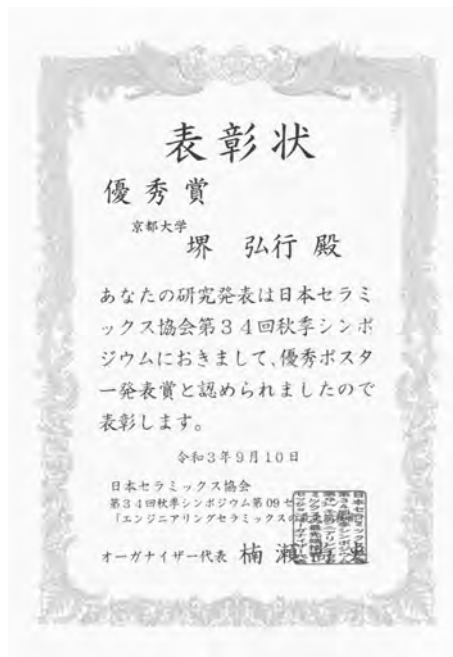 表彰状
優秀賞
京都大学
堺 弘行 殿
あなたの研究発表は日本セラミ
ックス協会第34回秋季シンポ
ジウムにおきまして、優秀ポスタ
ー発表賞と認められましたので
表彰します。
令和3年9月10日
日本セラミックス協会
第34回秋季シンポジウム第09セ
「エンジニアリングセラミックスの
オーガナイザー代表 楠瀬尚史